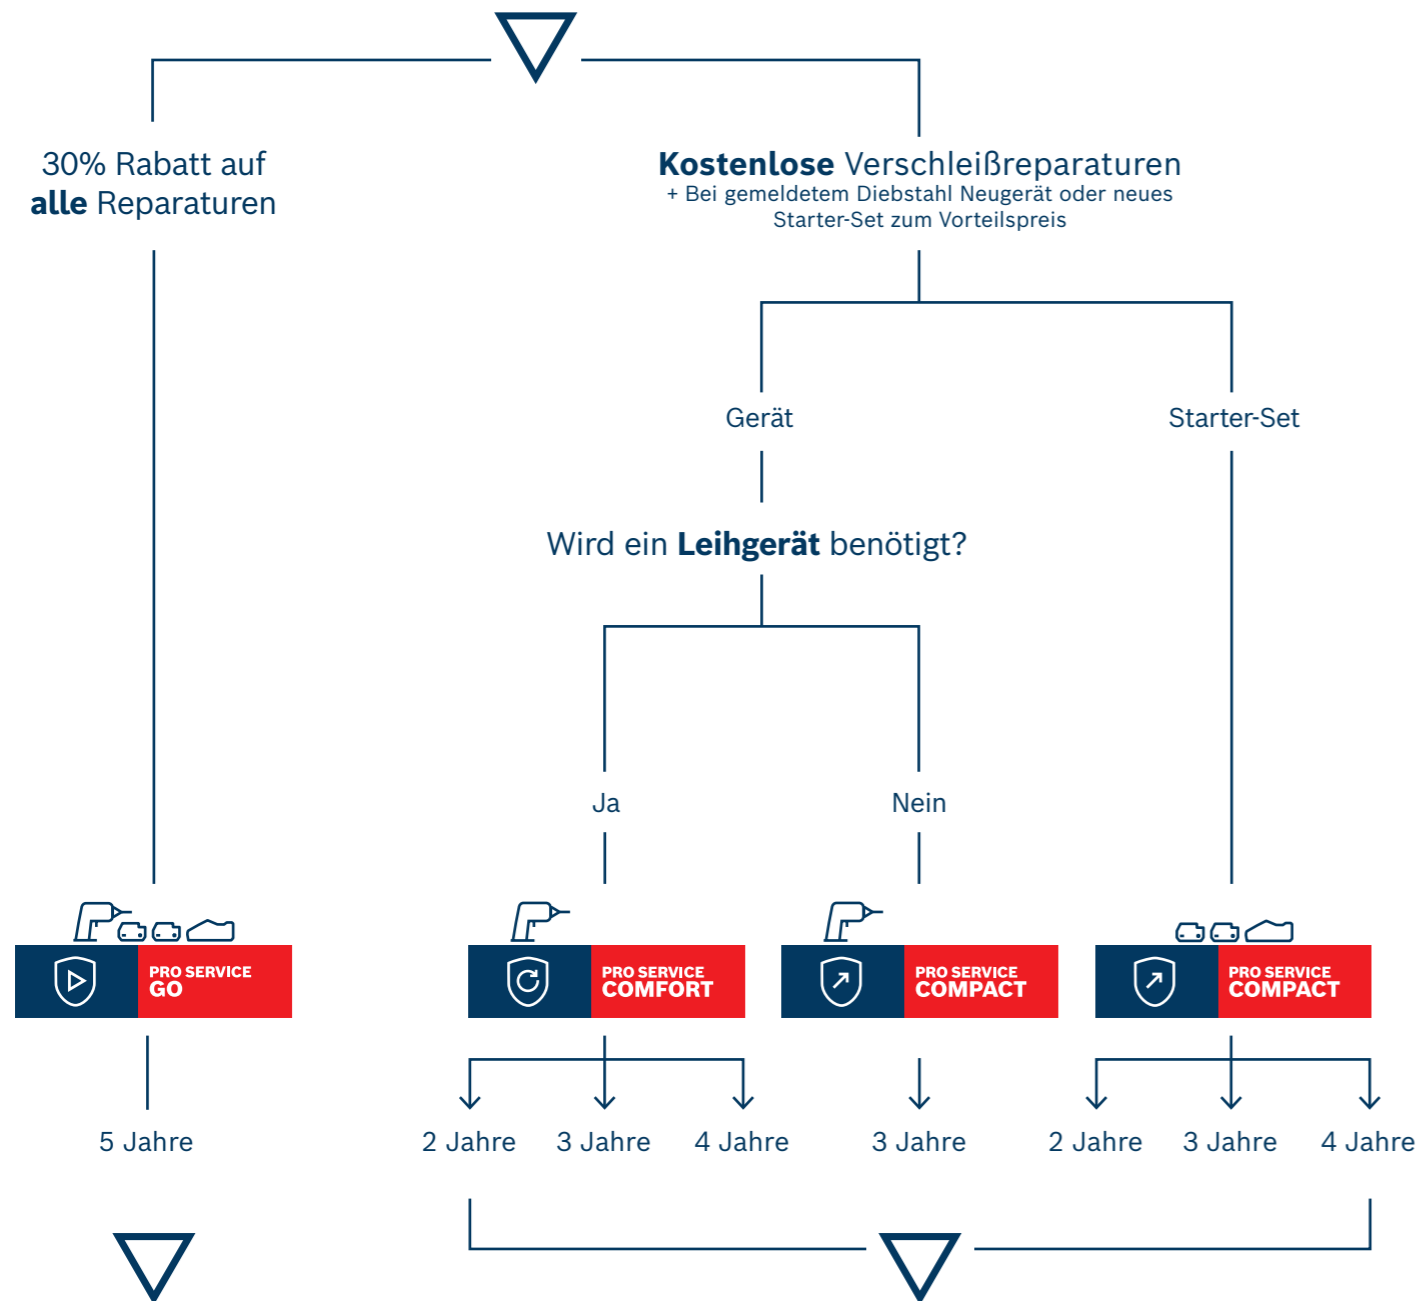 30% Rabatt auf
alle Reparaturen
Kostenlose Verschleißreparaturen
+ Bei gemeldetem Diebstahl Neugerät oder neues
Starter-Set zum Vorteilspreis
Gerät
Starter-Set
Wird ein Leihgerät benötigt?
Ja
Nein
PRO SERVICE
GO
PRO SERVICE
COMFORT
PRO SERVICE
COMPACT
PRO SERVICE
COMPACT
5 Jahre
2 Jahre
3 Jahre
4 Jahre
3 Jahre
2 Jahre
3 Jahre
4 Jahre